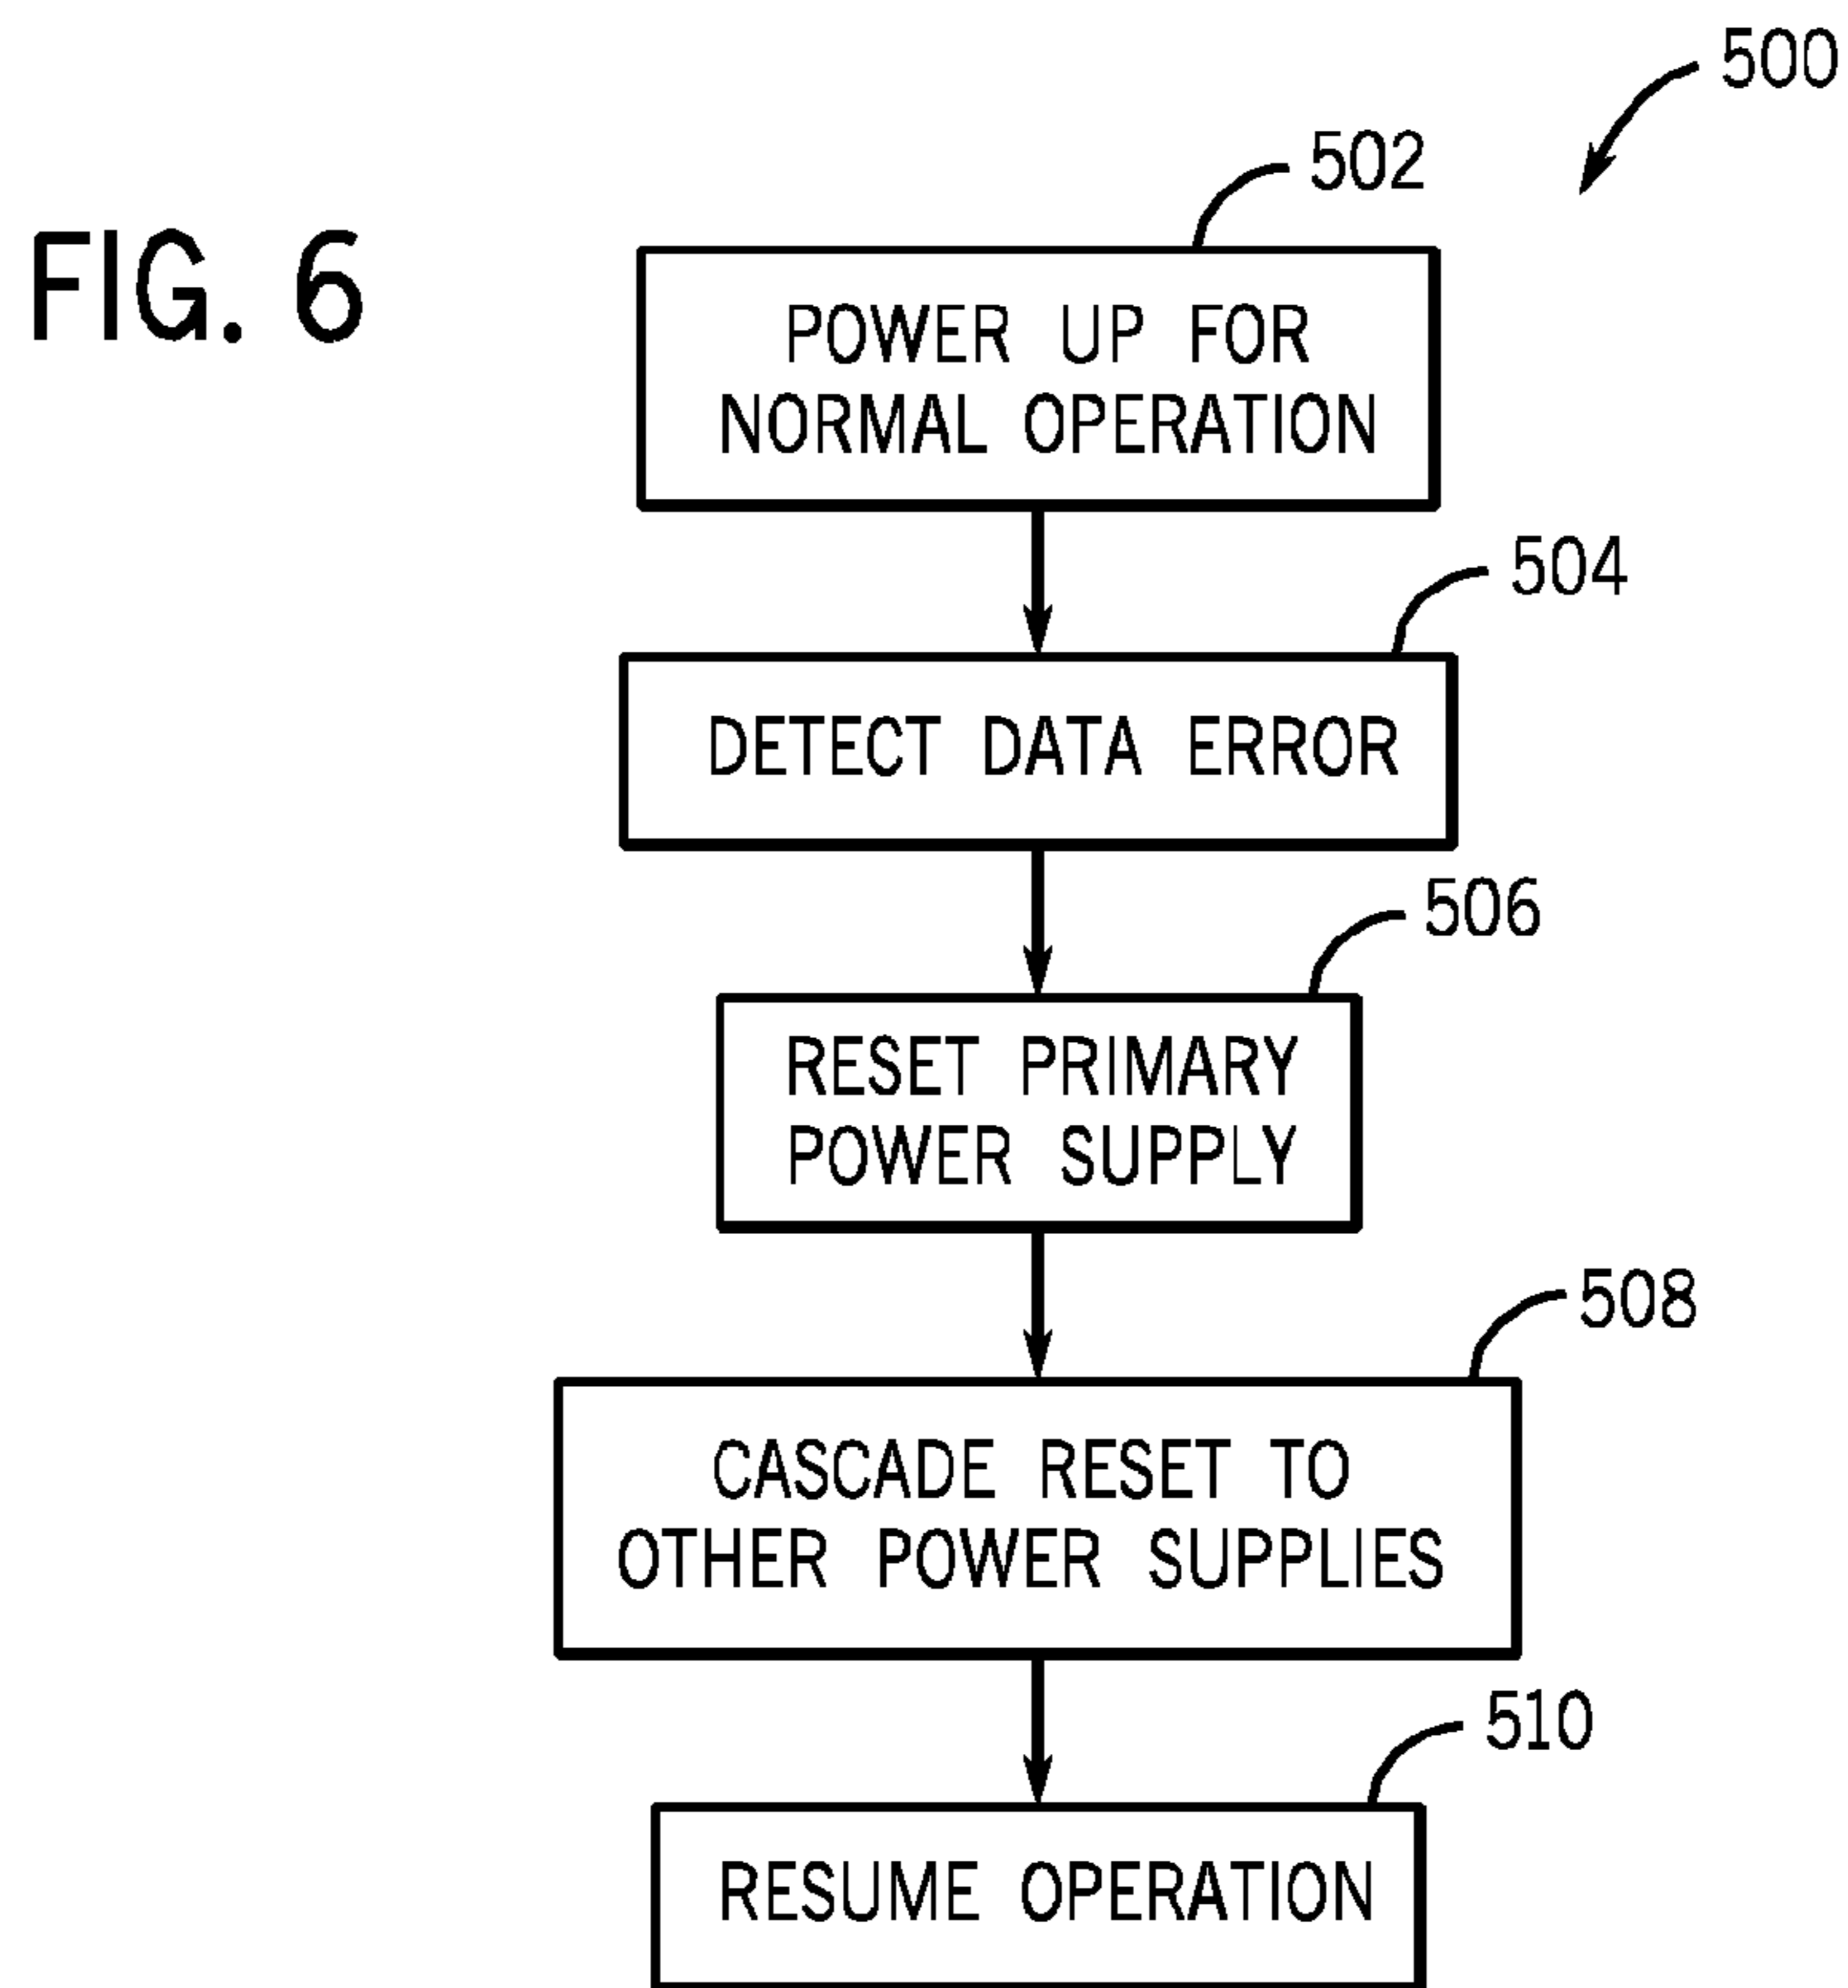 500
502
FIG. 6
POWER UP FOR
NORMAL OPERATION
504
DETECT DATA ERROR
506
RESET PRIMARY
POWER SUPPLY
508
CASCADE RESET TO
OTHER POWER SUPPLIES
510
RESUME OPERATION